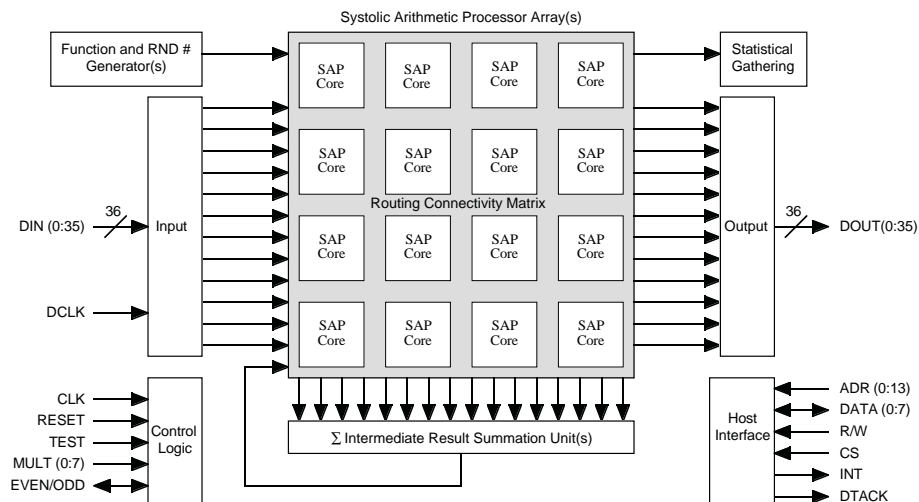 Systolic Arithmetic Processor Array(s)
Function and RND #
Generator(s)
SAP
Core
SAP
Core
SAP
Core
SAP
Core
Statistical
Gathering
SAP
Core
SAP
Core
SAP
Core
SAP
Core
Routing Connectivity Matrix
DIN (0:35)
36
Input
Output
36
DOUT(0:35)
SAP
Core
SAP
Core
SAP
Core
SAP
Core
DCLK
SAP
Core
SAP
Core
SAP
Core
SAP
Core
CLK
RESET
TEST
MULT (0:7)
EVEN/ODD
Control
Logic
Σ Intermediate Result Summation Unit(s)
Host
Interface
ADR (0:13)
DATA (0:7)
R/W
CS
INT
DTACK